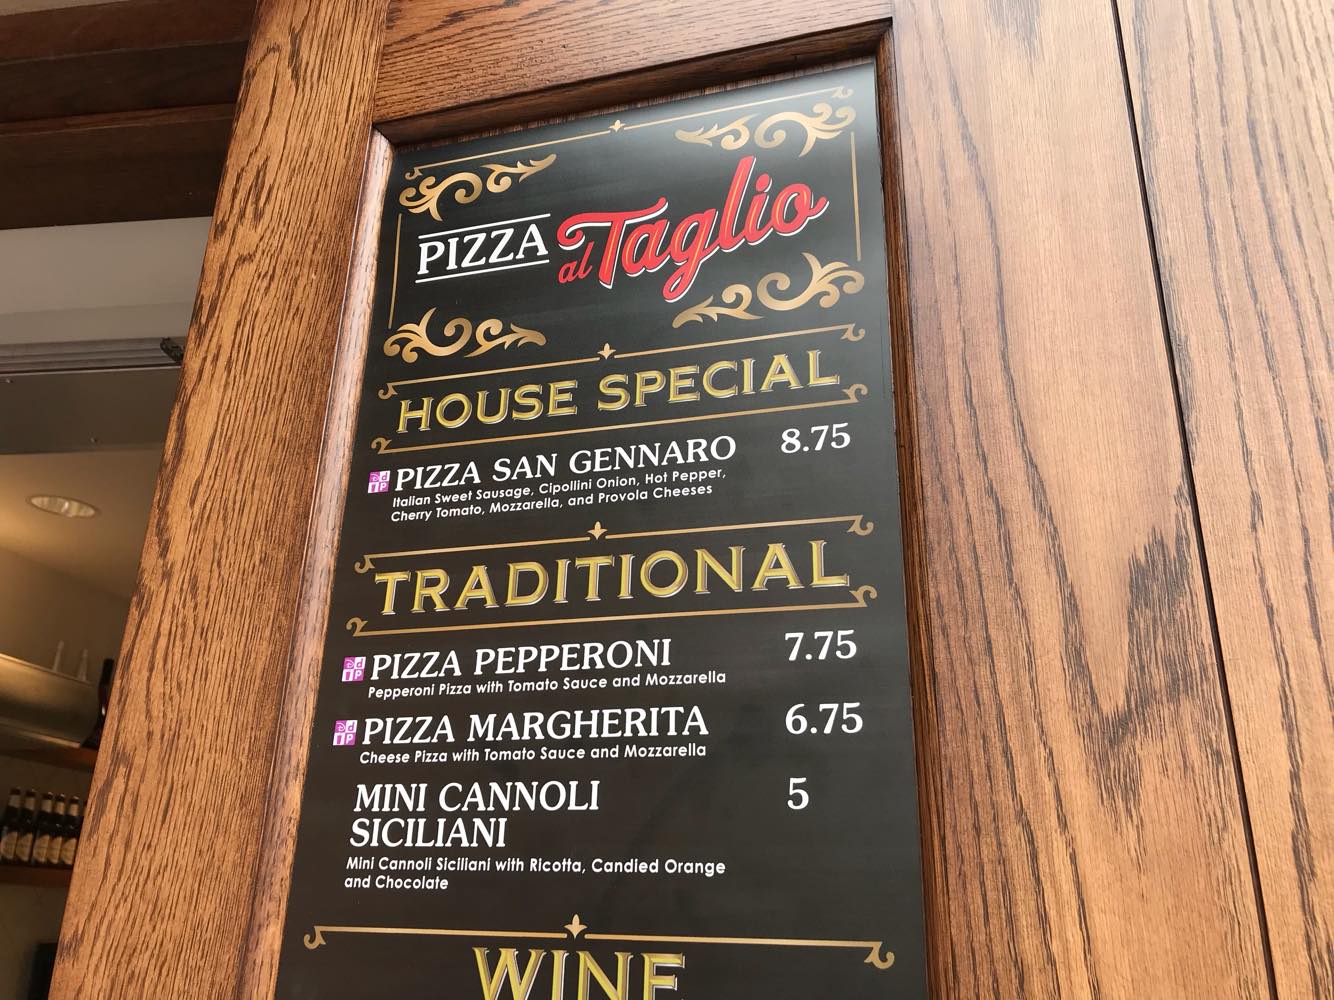 PIZZA al Taglio
HOUSE SPECIAL
PIZZA SAN GENNARO 8.75
Italian Sweet Sausage, Cipollini Onion, Hot Pepper,
Cherry Tomato, Mozzarella, and Provola Cheeses
TRADITIONAL
PIZZA PEPPERONI 7.75
Pepperoni Pizza with Tomato Sauce and Mozzarella
PIZZA MARGHERITA 6.75
Cheese Pizza with Tomato Sauce and Mozzarella
MINI CANNOLI 5
SICILIANI
Mini Cannoli Siciliani with Ricotta, Candied Orange
and Chocolate
WINE